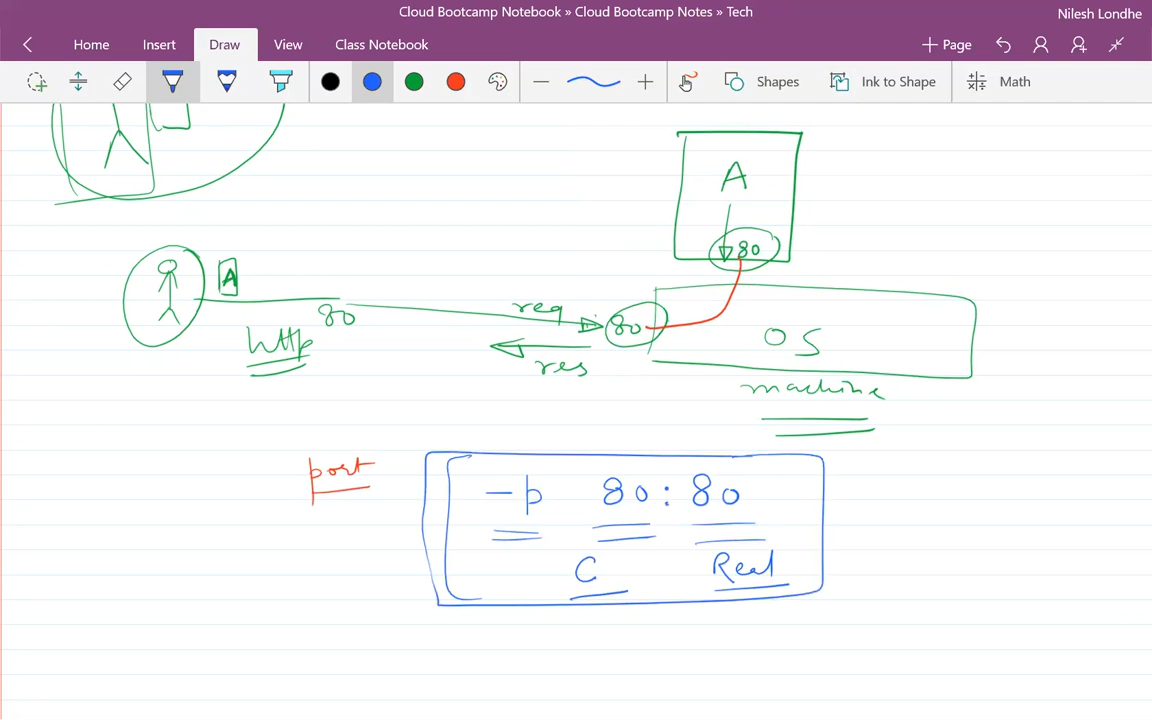 Cloud Bootcamp Notebook » Cloud Bootcamp Notes » Tech
Nilesh Londhe
Home Insert Draw View Class Notebook
Page
Shapes Ink to Shape Math
A
80
A
80
http
req
80
res
OS
machine
port
-p 80:80
C Real